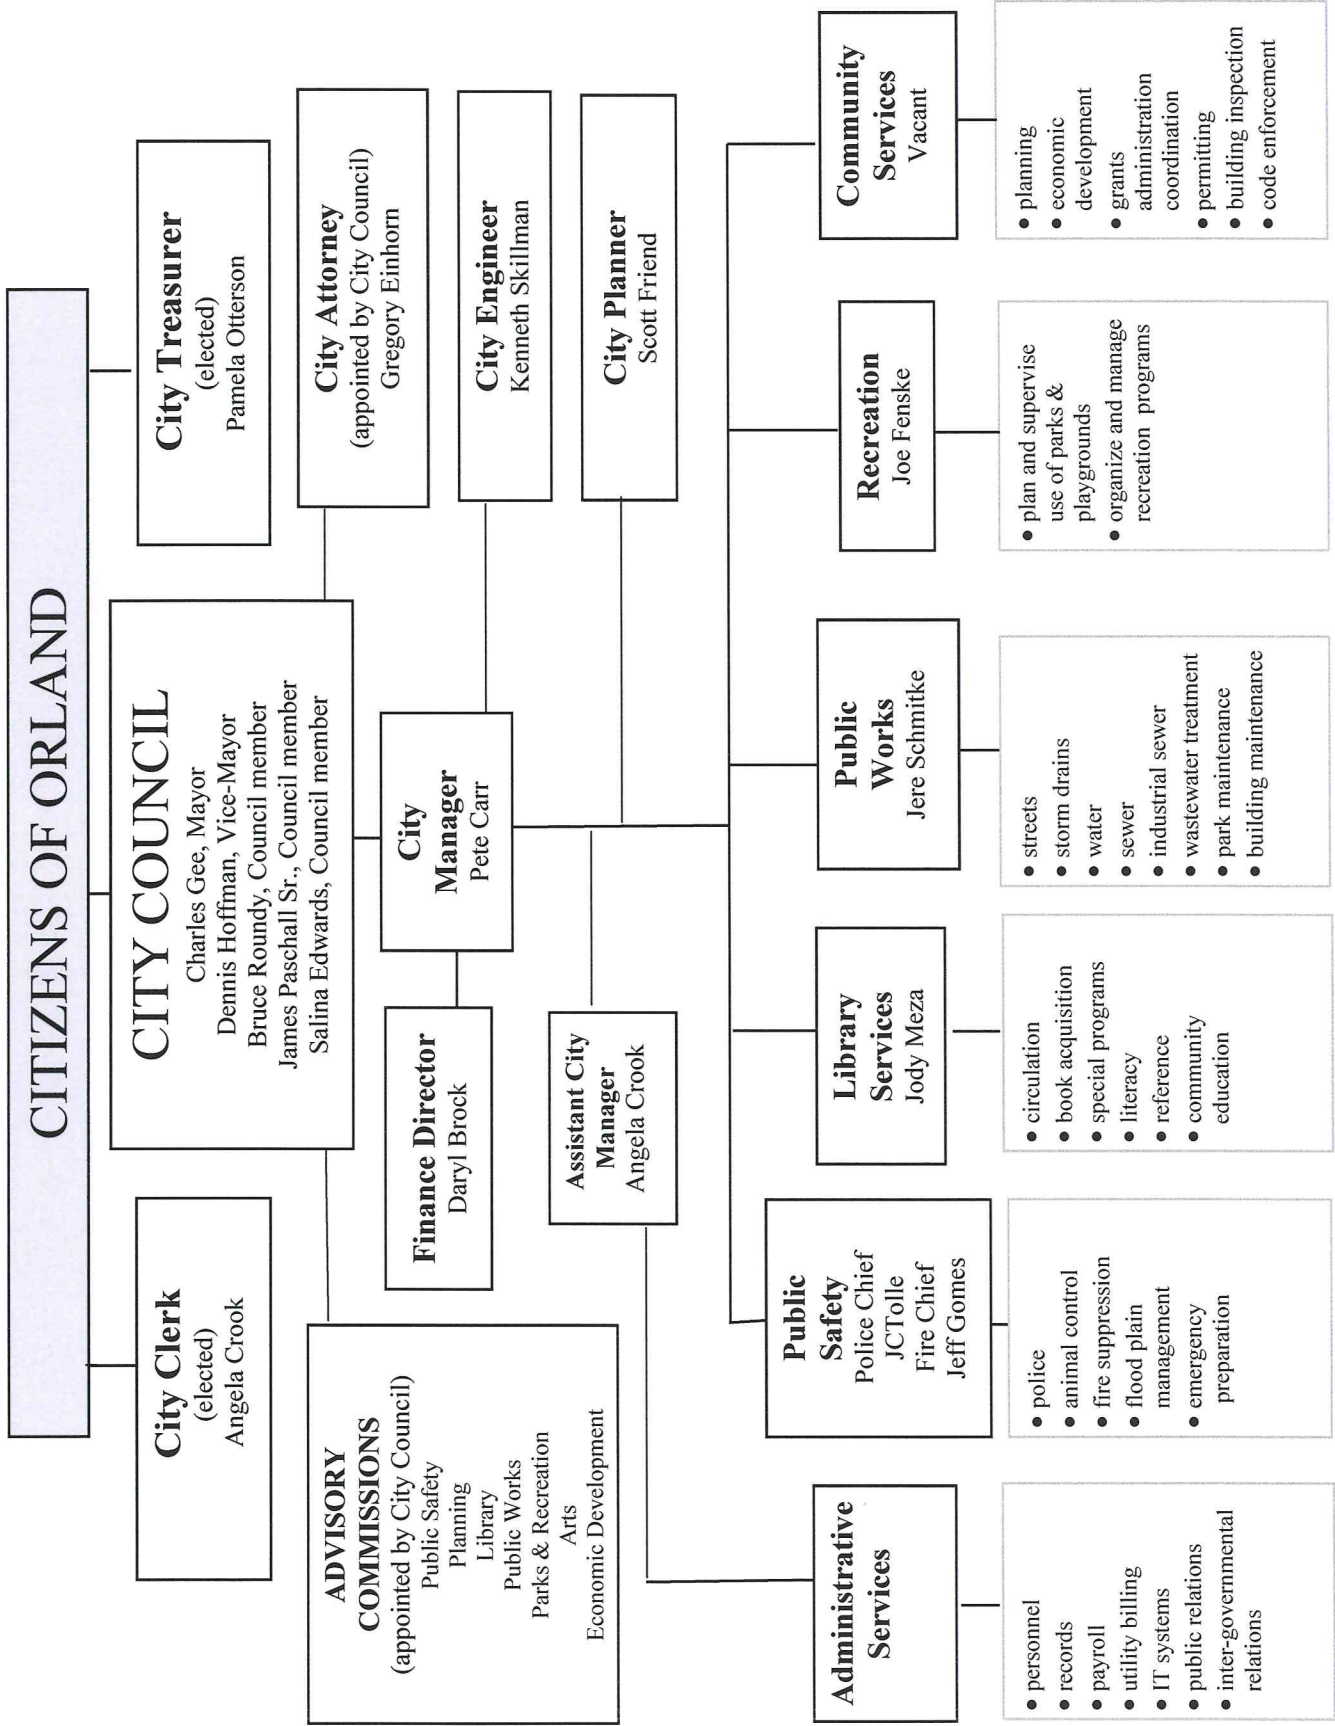 CITIZENS OF ORLAND
City Clerk
(elected)
Angela Crook
CITY COUNCIL
Charles Gee, Mayor
Dennis Hoffman, Vice-Mayor
Bruce Roundy, Council member
James Paschall Sr., Council member
Salina Edwards, Council member
City Treasurer
(elected)
Pamela Otterson
ADVISORY
COMMISSIONS
(appointed by City Council)
Public Safety
Planning
Library
Public Works
Parks & Recreation
Arts
Economic Development
City Attorney
(appointed by City Council)
Gregory Einhorn
Finance Director
Daryl Brock
City
Manager
Pete Carr
City Engineer
Kenneth Skillman
Assistant City
Manager
Angela Crook
City Planner
Scott Friend
Administrative
Services
• personnel
• records
• payroll
• utility billing
• IT systems
• public relations
• inter-governmental
relations
Public
Safety
Police Chief
JCTolle
Fire Chief
Jeff Gomes
• police
• animal control
• fire suppression
• flood plain
management
• emergency
preparation
Library
Services
Jody Meza
• circulation
• book acquisition
• special programs
• literacy
• reference
• community
education
Public
Works
Jere Schmitke
• streets
• storm drains
• water
• sewer
• industrial sewer
• wastewater treatment
• park maintenance
• building maintenance
Recreation
Joe Fenske
• plan and supervise
use of parks &
playgrounds
• organize and manage
recreation programs
Community
Services
Vacant
• planning
• economic
development
• grants
administration
coordination
• permitting
• building inspection
• code enforcement